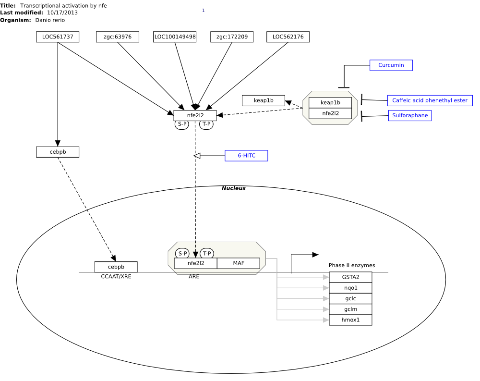 Title: Transcriptional activation by nfe
Last modified: 10/17/2013
Organism: Danio rerio
LOC561737
zgc:63976
LOC100149498
zgc:172209
LOC562176
Curcumin
keap1b
keap1b
nfe2l2
Caffeic acid phenethyl ester
Sulforaphane
nfe2l2
S-P
T-P
cebpb
6-HITC
Nucleus
S-P
T-P
nfe2l2
MAF
cebpb
CCAAT/XRE
ARE
Phase II enzymes
GSTA2
nqo1
gclc
gclm
hmox1